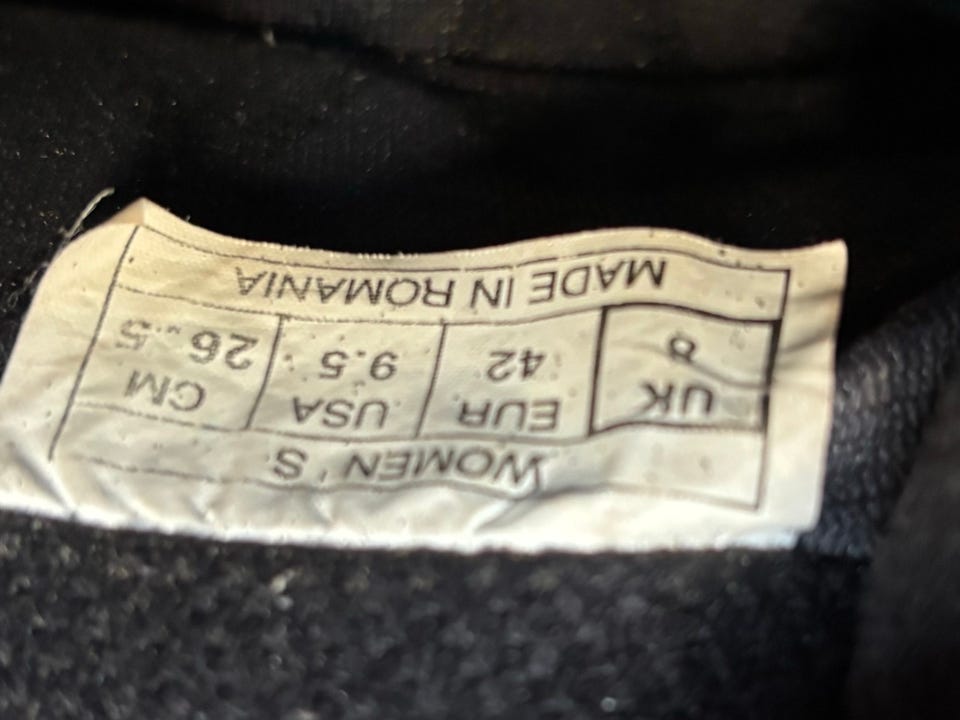 WOMEN'S
UK EUR USA CM
8 42 9.5 26.5
MADE IN ROMANIA